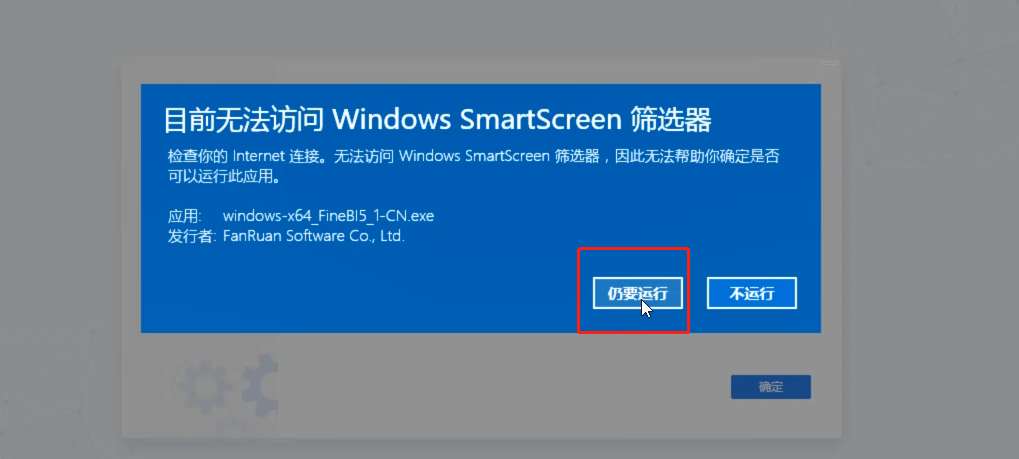 目前无法访问 Windows SmartScreen 筛选器
检查你的 Internet 连接。无法访问 Windows SmartScreen 筛选器，因此无法帮助你确定是否
可以运行此应用。
应用: windows-x64_FineBI5_1-CN.exe
发行者: FanRuan Software Co., Ltd.
仍要运行 不运行
确定